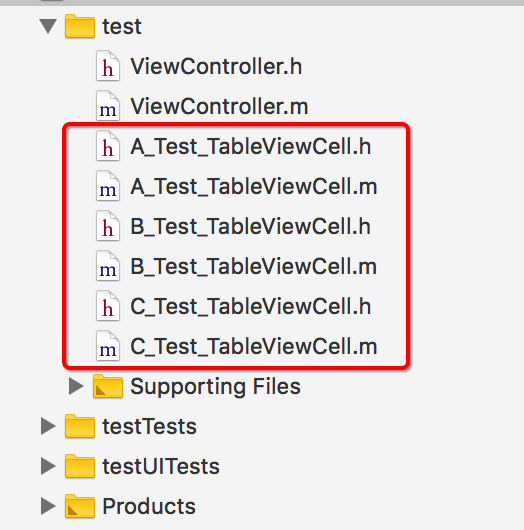 test
h ViewController.h
m ViewController.m
h A_Test_TableViewCell.h
m A_Test_TableViewCell.m
h B_Test_TableViewCell.h
m B_Test_TableViewCell.m
h C_Test_TableViewCell.h
m C_Test_TableViewCell.m
Supporting Files
testTests
testUITests
Products